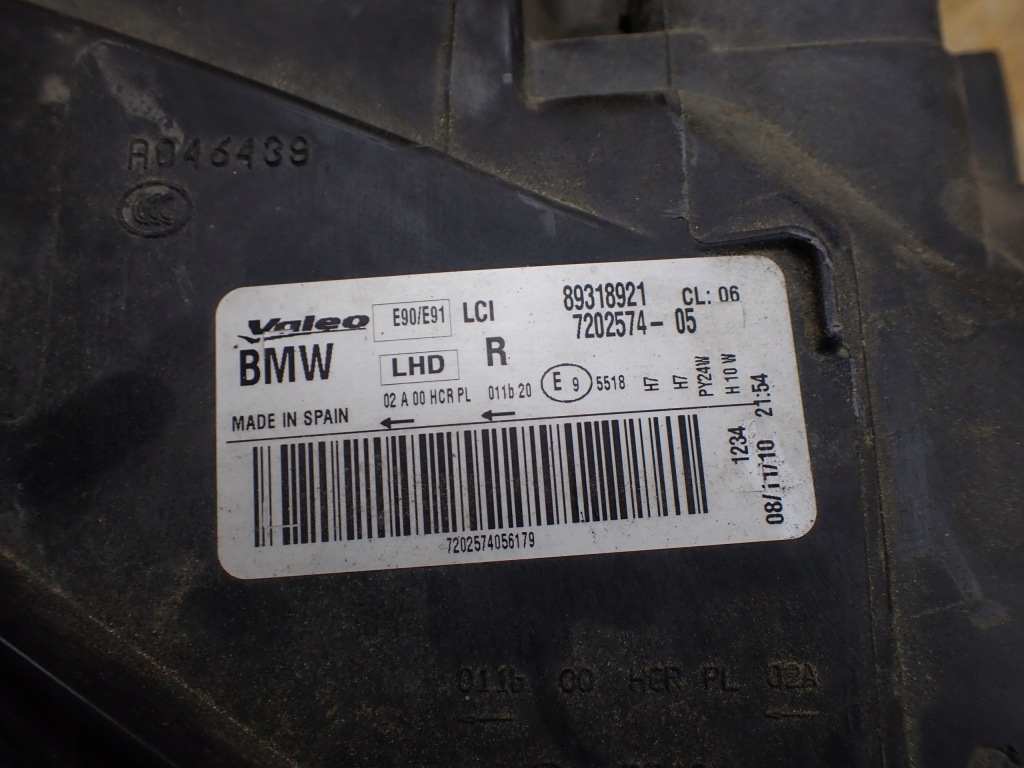 A046439
CCC
Valeo E90/E91 LCI 89318921 CL: 06
BMW LHD R 7202574- 05
02 A 00 HCR PL 011b 20 E 9 5518 H7 H7 PY24W H10W
MADE IN SPAIN
1234 21:54
08/11/10
7202574056179
011b 00 HCR PL 02A